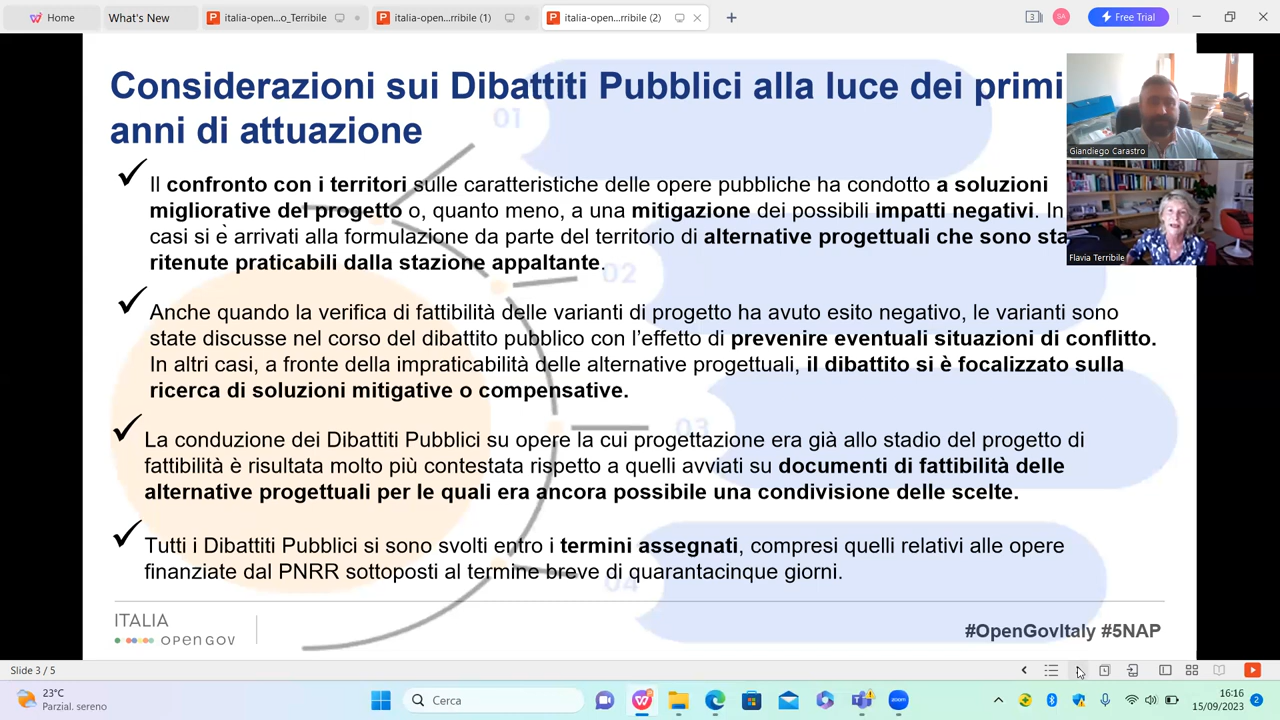 Home
What's New
italia-open...o_Terribile
italia-open...rribile (1)
italia-open...rribile (2)
3
SA
Free Trial
Considerazioni sui Dibattiti Pubblici alla luce dei primi
anni di attuazione
01
Giandiego Carastro
Il confronto con i territori sulle caratteristiche delle opere pubbliche ha condotto a soluzioni
migliorative del progetto o, quanto meno, a una mitigazione dei possibili impatti negativi. In
casi si è arrivati alla formulazione da parte del territorio di alternative progettuali che sono sta
ritenute praticabili dalla stazione appaltante.
Flavia Terribile
02
Anche quando la verifica di fattibilità delle varianti di progetto ha avuto esito negativo, le varianti sono
state discusse nel corso del dibattito pubblico con l'effetto di prevenire eventuali situazioni di conflitto.
In altri casi, a fronte della impraticabilità delle alternative progettuali, il dibattito si è focalizzato sulla
ricerca di soluzioni mitigative o compensative.
03
La conduzione dei Dibattiti Pubblici su opere la cui progettazione era già allo stadio del progetto di
fattibilità è risultata molto più contestata rispetto a quelli avviati su documenti di fattibilità delle
alternative progettuali per le quali era ancora possibile una condivisione delle scelte.
Tutti i Dibattiti Pubblici si sono svolti entro i termini assegnati, compresi quelli relativi alle opere
finanziate dal PNRR sottoposti al termine breve di quarantacinque giorni.
04
ITALIA
OPENGOV
#OpenGovItaly #5NAP
Slide 3 / 5
23°C
Parzial. sereno
Cerca
zoom
16:16
15/09/2023
2